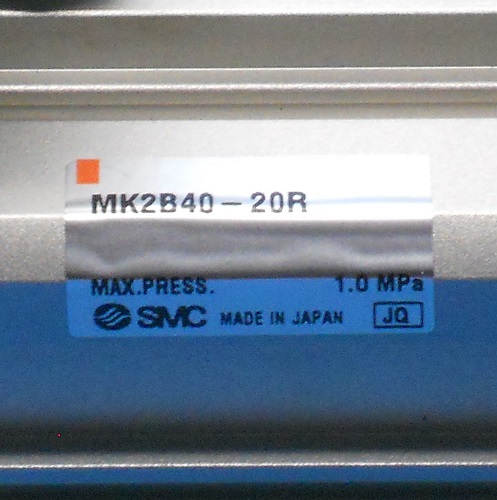 MK2B40-20R
MAX.PRESS. 1.0 MPa
SMC MADE IN JAPAN JQ